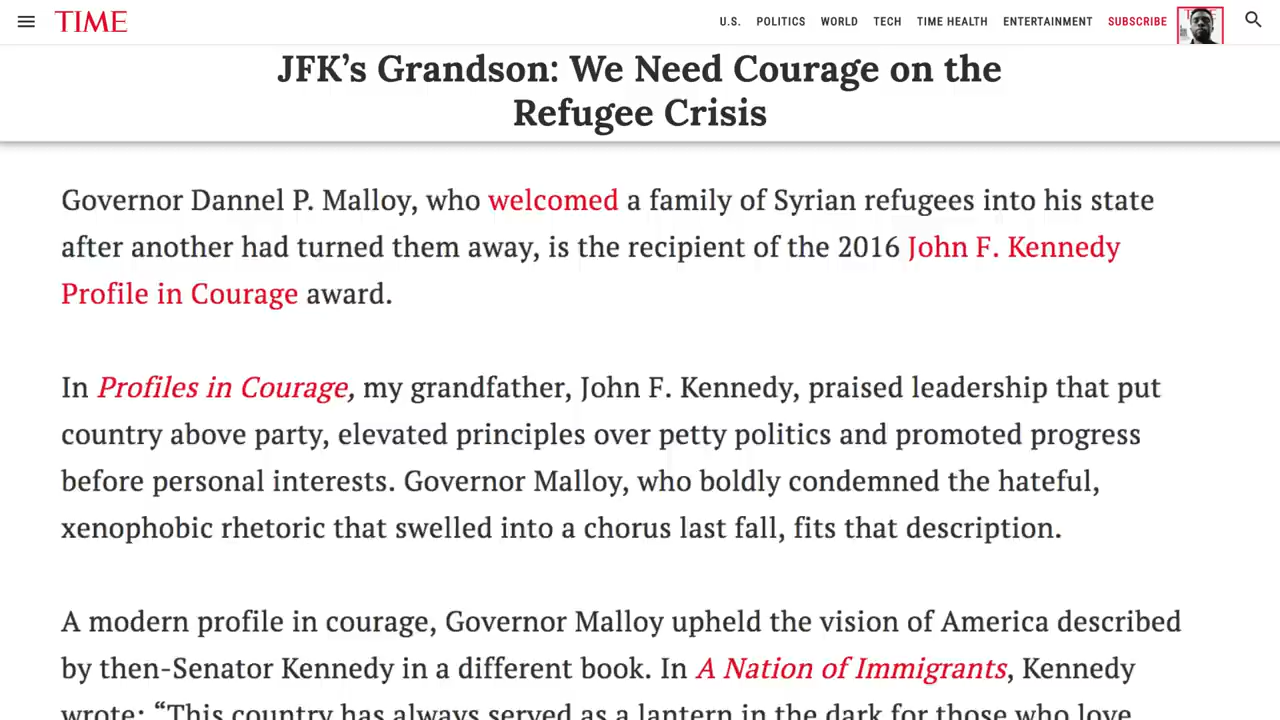 TIME
U.S. POLITICS WORLD TECH TIME HEALTH ENTERTAINMENT SUBSCRIBE
JFK’s Grandson: We Need Courage on the
Refugee Crisis
Governor Dannel P. Malloy, who welcomed a family of Syrian refugees into his state
after another had turned them away, is the recipient of the 2016 John F. Kennedy
Profile in Courage award.
In Profiles in Courage, my grandfather, John F. Kennedy, praised leadership that put
country above party, elevated principles over petty politics and promoted progress
before personal interests. Governor Malloy, who boldly condemned the hateful,
xenophobic rhetoric that swelled into a chorus last fall, fits that description.
A modern profile in courage, Governor Malloy upheld the vision of America described
by then-Senator Kennedy in a different book. In A Nation of Immigrants, Kennedy
wrote: “This country has always served as a lantern in the dark for those who love